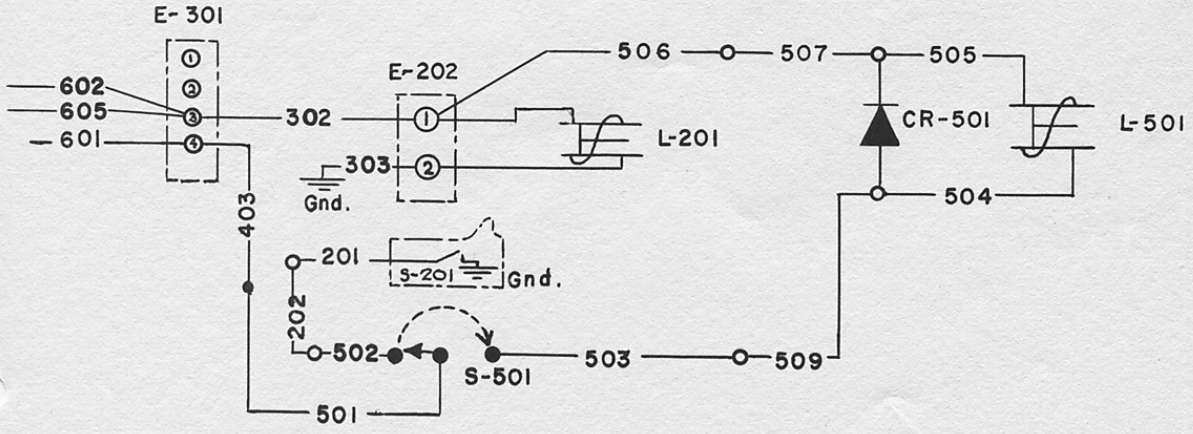 E-301
① 
506 507 505
E-202
②
602
605 ③ 302 ① L-201 CR-501 L-501
601 ④
303 ②
Gnd.
504
403
201 S-201 Gnd.
202
502 S-501 503 509
501